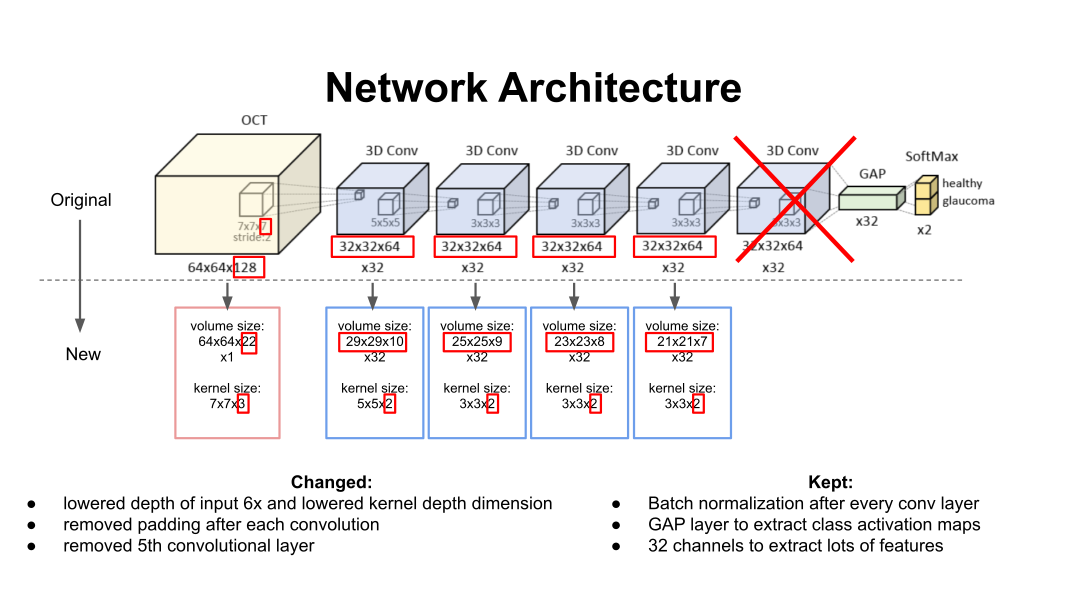 Network Architecture
OCT
3D Conv
3D Conv
3D Conv
3D Conv
3D Conv
SoftMax
GAP
healthy
glaucoma
Original
7x7x7
stride:2
5x5x5
3x3x3
3x3x3
3x3x3
3x3x3
x32
x2
32x32x64
32x32x64
32x32x64
32x32x64
32x32x64
64x64x128
x32
x32
x32
x32
x32
New
volume size:
64x64x22
x1
kernel size:
7x7x3
volume size:
29x29x10
x32
kernel size:
5x5x2
volume size:
25x25x9
x32
kernel size:
3x3x2
volume size:
23x23x8
x32
kernel size:
3x3x2
volume size:
21x21x7
x32
kernel size:
3x3x2
Changed:
● lowered depth of input 6x and lowered kernel depth dimension
● removed padding after each convolution
● removed 5th convolutional layer
Kept:
● Batch normalization after every conv layer
● GAP layer to extract class activation maps
● 32 channels to extract lots of features